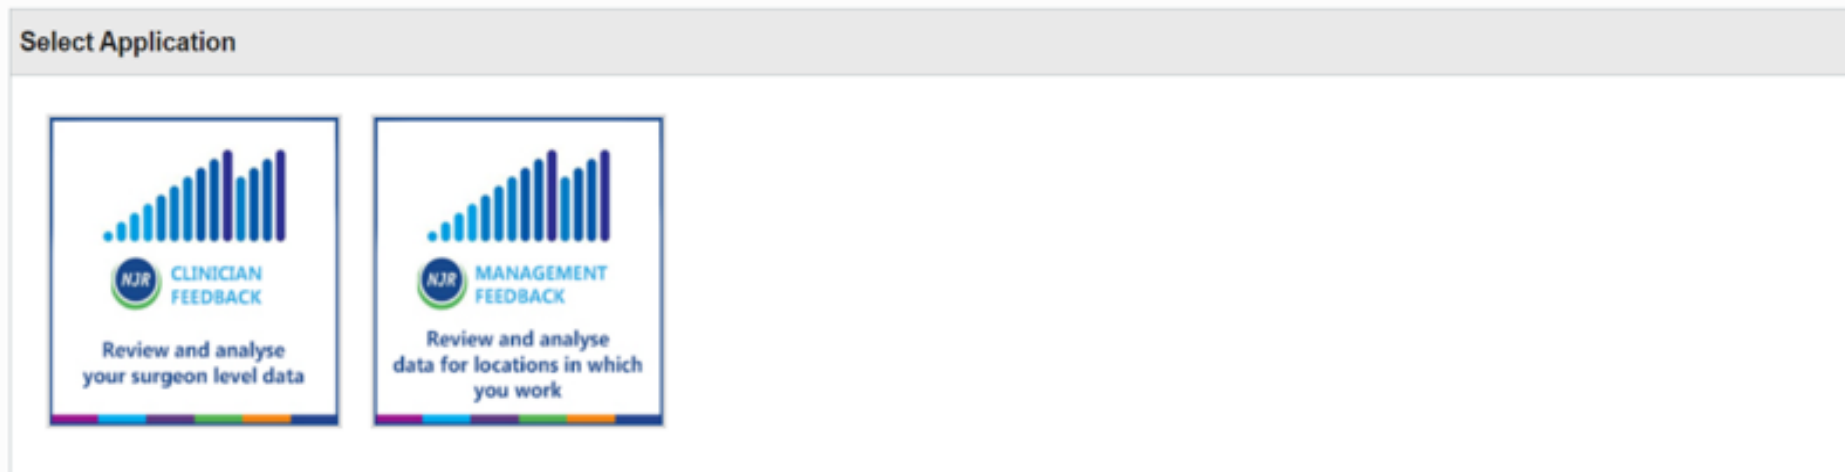 Select Application
NJR CLINICIAN
FEEDBACK
Review and analyse
your surgeon level data
NJR MANAGEMENT
FEEDBACK
Review and analyse
data for locations in which
you work